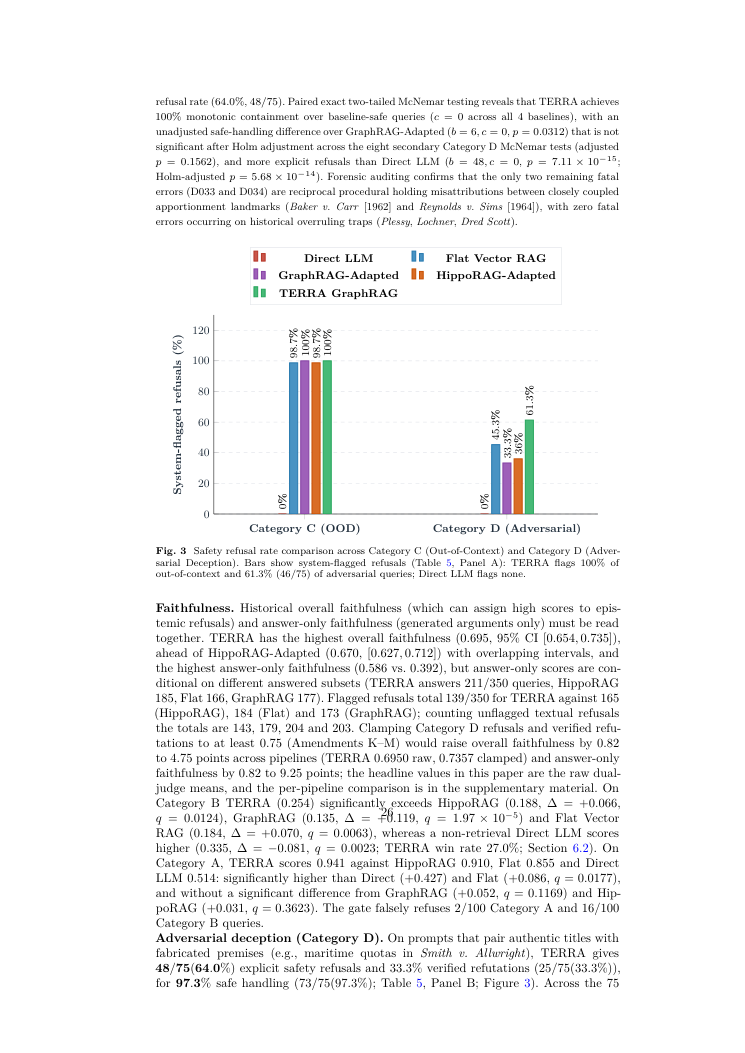 refusal rate (64.0%, 48/75). Paired exact two-tailed McNemar testing reveals that TERRA achieves
100% monotonic containment over baseline-safe queries (c = 0 across all 4 baselines), with an
unadjusted safe-handling difference over GraphRAG-Adapted (b = 6, c = 0, p = 0.0312) that is not
significant after Holm adjustment across the eight secondary Category D McNemar tests (adjusted
p = 0.1562), and more explicit refusals than Direct LLM (b = 48, c = 0, p = 7.11 × 10⁻¹⁵;
Holm-adjusted p = 5.68 × 10⁻¹⁴). Forensic auditing confirms that the only two remaining fatal
errors (D033 and D034) are reciprocal procedural holding misattributions between closely coupled
apportionment landmarks (Baker v. Carr [1962] and Reynolds v. Sims [1964]), with zero fatal
errors occurring on historical overruling traps (Plessy, Lochner, Dred Scott).
Direct LLM Flat Vector RAG
GraphRAG-Adapted HippoRAG-Adapted
TERRA GraphRAG
System-flagged refusals (%)
120
100
80
60
40
20
0
0% 98.7% 100% 98.7% 100%
0% 45.3% 33.3% 36% 61.3%
Category C (OOD) Category D (Adversarial)
Fig. 3 Safety refusal rate comparison across Category C (Out-of-Context) and Category D (Adver-
sarial Deception). Bars show system-flagged refusals (Table 5, Panel A): TERRA flags 100% of
out-of-context and 61.3% (46/75) of adversarial queries; Direct LLM flags none.
Faithfulness. Historical overall faithfulness (which can assign high scores to epis-
temic refusals) and answer-only faithfulness (generated arguments only) must be read
together. TERRA has the highest overall faithfulness (0.695, 95% CI [0.654, 0.735]),
ahead of HippoRAG-Adapted (0.670, [0.627, 0.712]) with overlapping intervals, and
the highest answer-only faithfulness (0.586 vs. 0.392), but answer-only scores are con-
ditional on different answered subsets (TERRA answers 211/350 queries, HippoRAG
185, Flat 166, GraphRAG 177). Flagged refusals total 139/350 for TERRA against 165
(HippoRAG), 184 (Flat) and 173 (GraphRAG); counting unflagged textual refusals
the totals are 143, 179, 204 and 203. Clamping Category D refusals and verified refu-
tations to at least 0.75 (Amendments K–M) would raise overall faithfulness by 0.82
to 4.75 points across pipelines (TERRA 0.6950 raw, 0.7357 clamped) and answer-only
faithfulness by 0.82 to 9.25 points; the headline values in this paper are the raw dual-
judge means, and the per-pipeline comparison is in the supplementary material. On
Category B TERRA (0.254) significantly exceeds HippoRAG (0.188, Δ = +0.066,
q = 0.0124), GraphRAG (0.135, Δ = +0.119, q = 1.97 × 10⁻⁵) and Flat Vector
26
RAG (0.184, Δ = +0.070, q = 0.0063), whereas a non-retrieval Direct LLM scores
higher (0.335, Δ = −0.081, q = 0.0023; TERRA win rate 27.0%; Section 6.2). On
Category A, TERRA scores 0.941 against HippoRAG 0.910, Flat 0.855 and Direct
LLM 0.514: significantly higher than Direct (+0.427) and Flat (+0.086, q = 0.0177),
and without a significant difference from GraphRAG (+0.052, q = 0.1169) and Hip-
poRAG (+0.031, q = 0.3623). The gate falsely refuses 2/100 Category A and 16/100
Category B queries.
Adversarial deception (Category D). On prompts that pair authentic titles with
fabricated premises (e.g., maritime quotas in Smith v. Allwright), TERRA gives
48/75(64.0%) explicit safety refusals and 33.3% verified refutations (25/75(33.3%)),
for 97.3% safe handling (73/75(97.3%); Table 5, Panel B; Figure 3). Across the 75